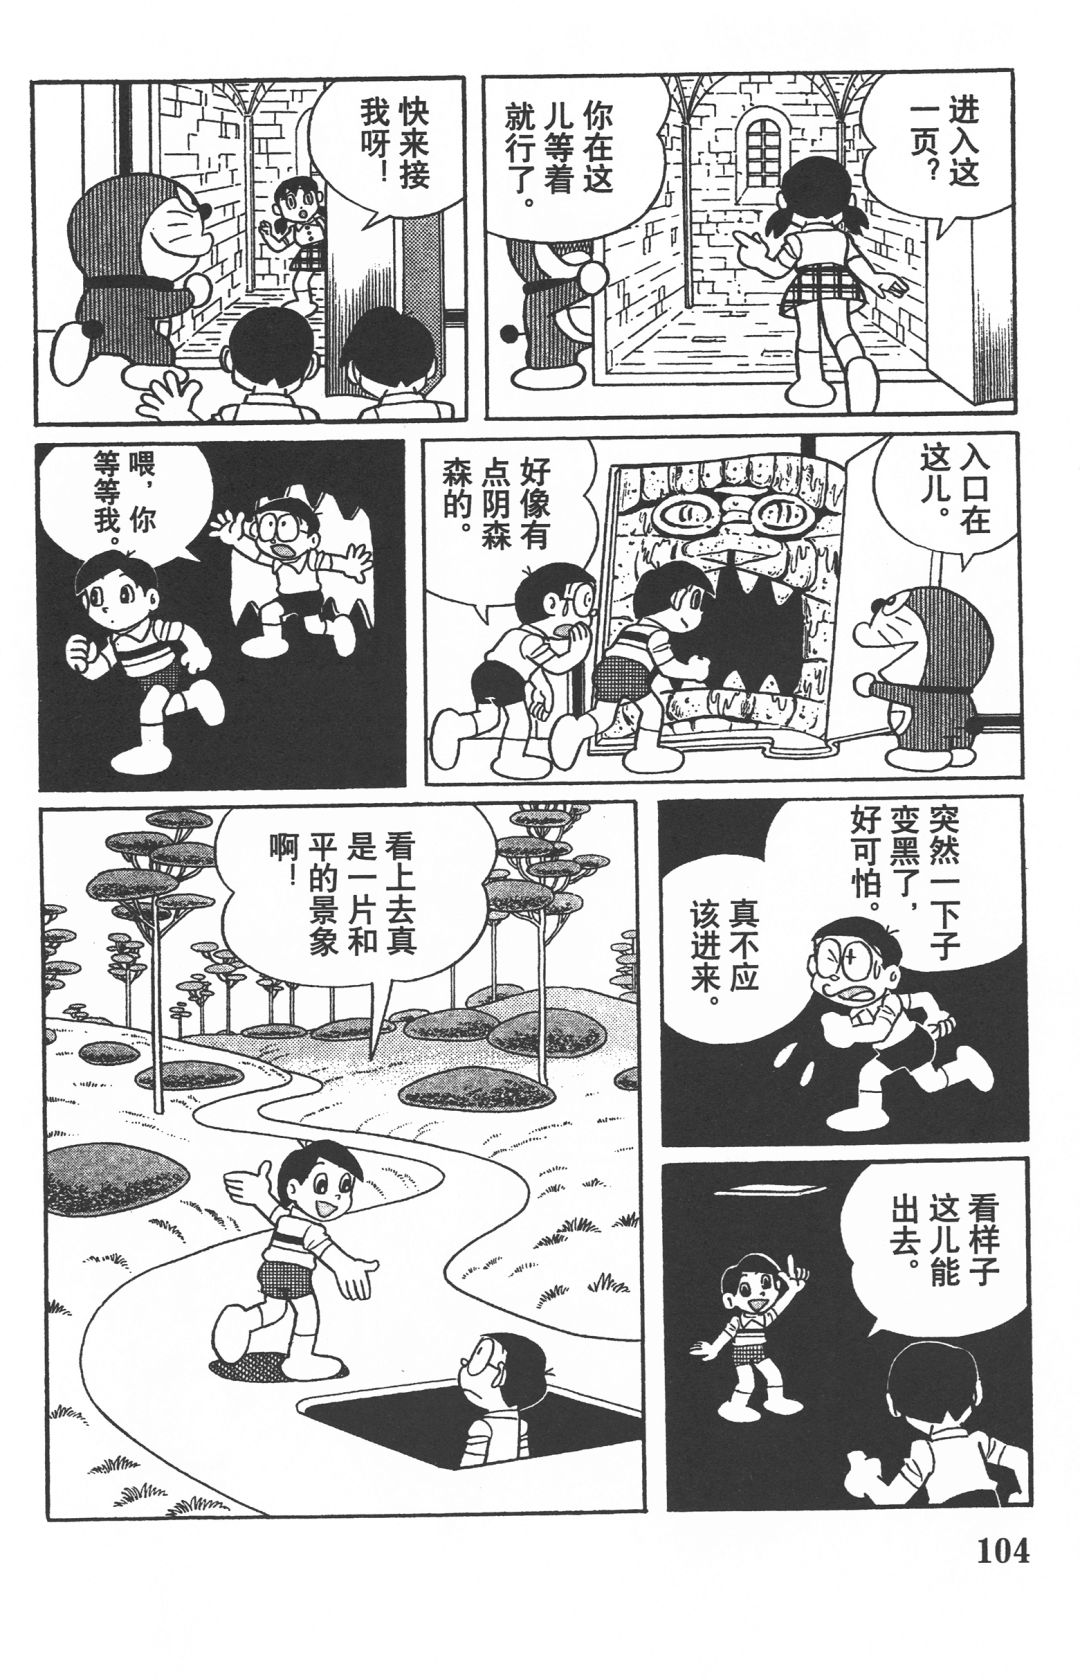 进入这
一页？
你在这
儿等着
就行了。
快来接
我呀！
入口在
这儿。
好像有
点阴森
森的。
喂，你
等等我。
突然一下子
变黑了，
好可怕。
真不应
该进来。
看样子
这儿能
出去。
看上去真
是一片和
平的景象
啊！
104